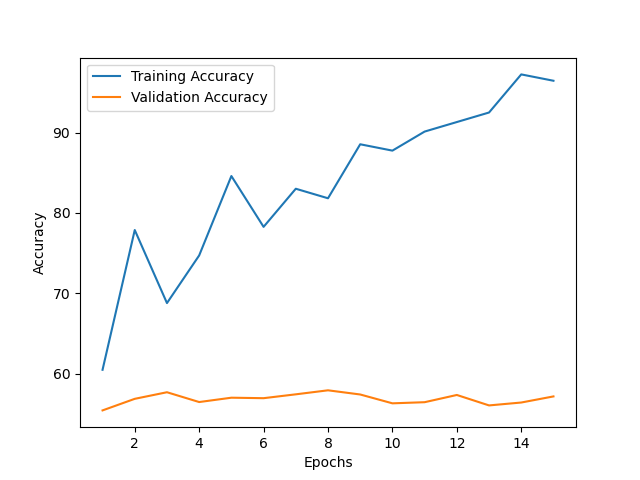 Training Accuracy
Validation Accuracy
90
80
70
60
Accuracy
2 4 6 8 10 12 14
Epochs